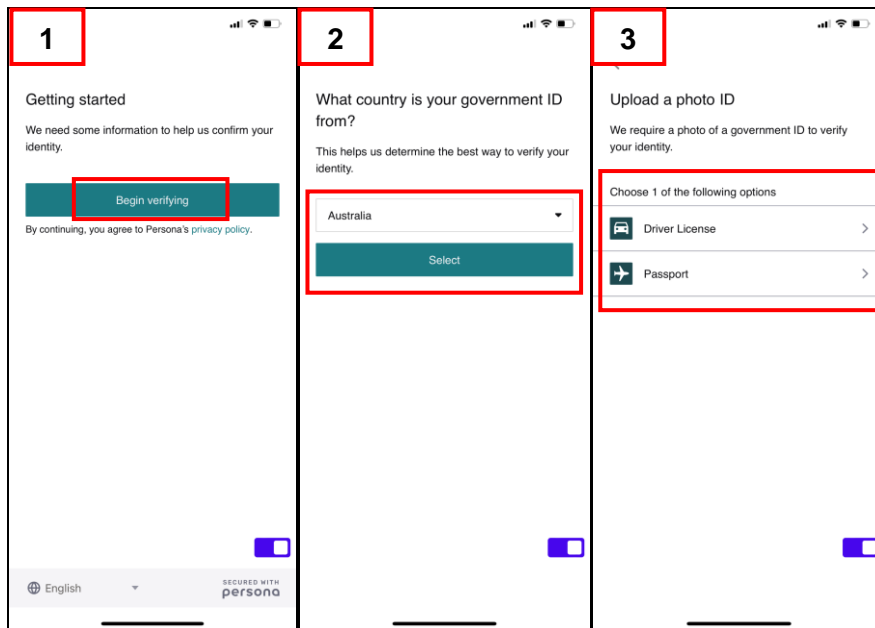 1
Getting started
We need some information to help us confirm your
identity.
Begin verifying
By continuing, you agree to Persona's privacy policy.
English
SECURED WITH
persona
2
What country is your government ID
from?
This helps us determine the best way to verify your
identity.
Australia
Select
3
Upload a photo ID
We require a photo of a government ID to verify
your identity.
Choose 1 of the following options
Driver License
Passport